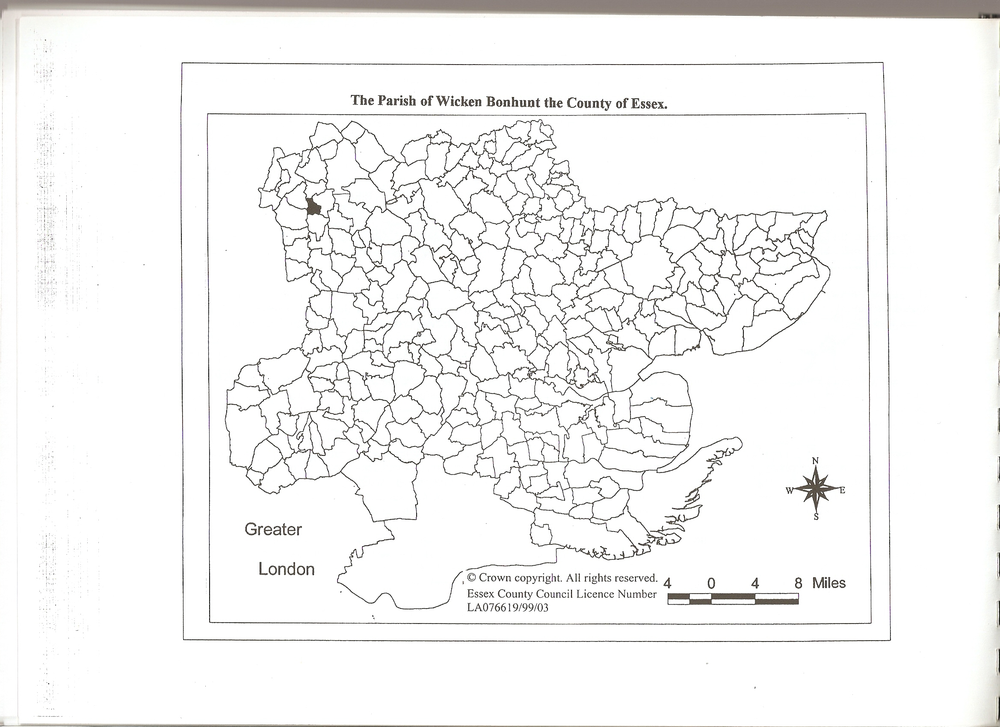 The Parish of Wicken Bonhunt the County of Essex.
N
W E
S
Greater
London
© Crown copyright. All rights reserved.
Essex County Council Licence Number
LA076619/99/03
4 0 4 8 Miles